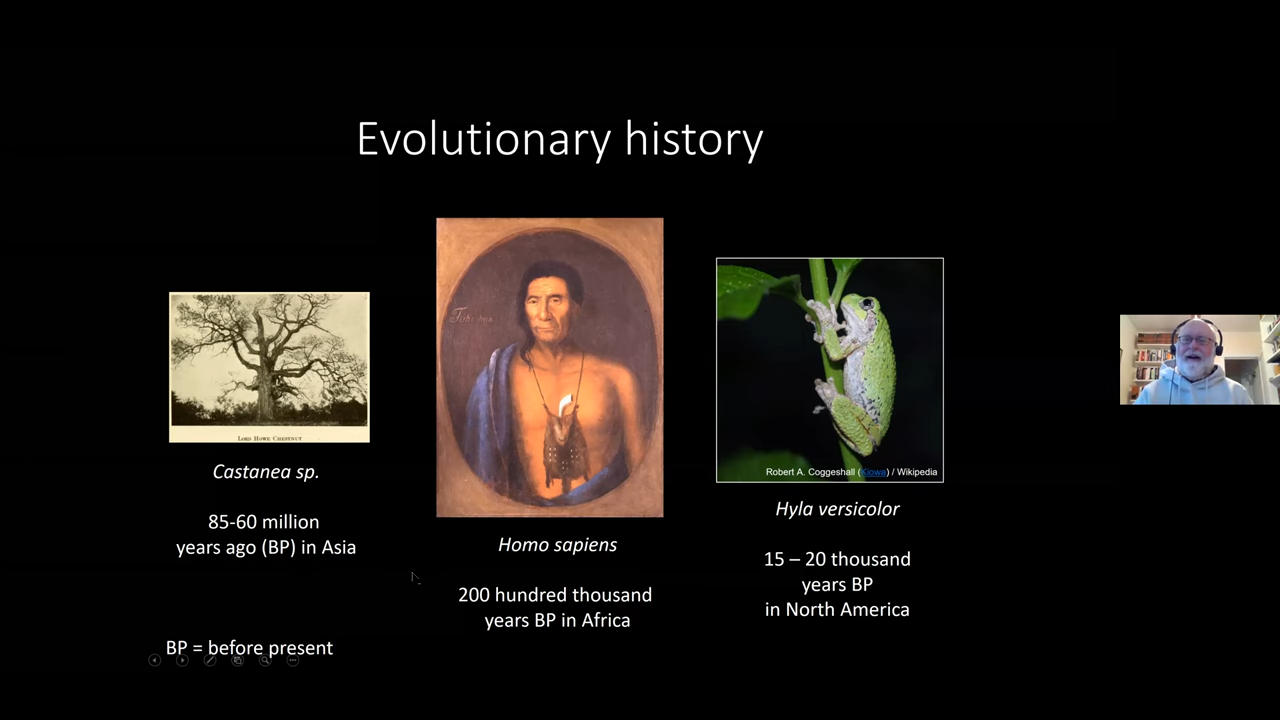 Evolutionary history
LORD HOWE CHESTNUT
Castanea sp.
85-60 million
years ago (BP) in Asia
Homo sapiens
200 hundred thousand
years BP in Africa
Robert A. Coggeshall (Kiowa) / Wikipedia
Hyla versicolor
15 – 20 thousand
years BP
in North America
BP = before present